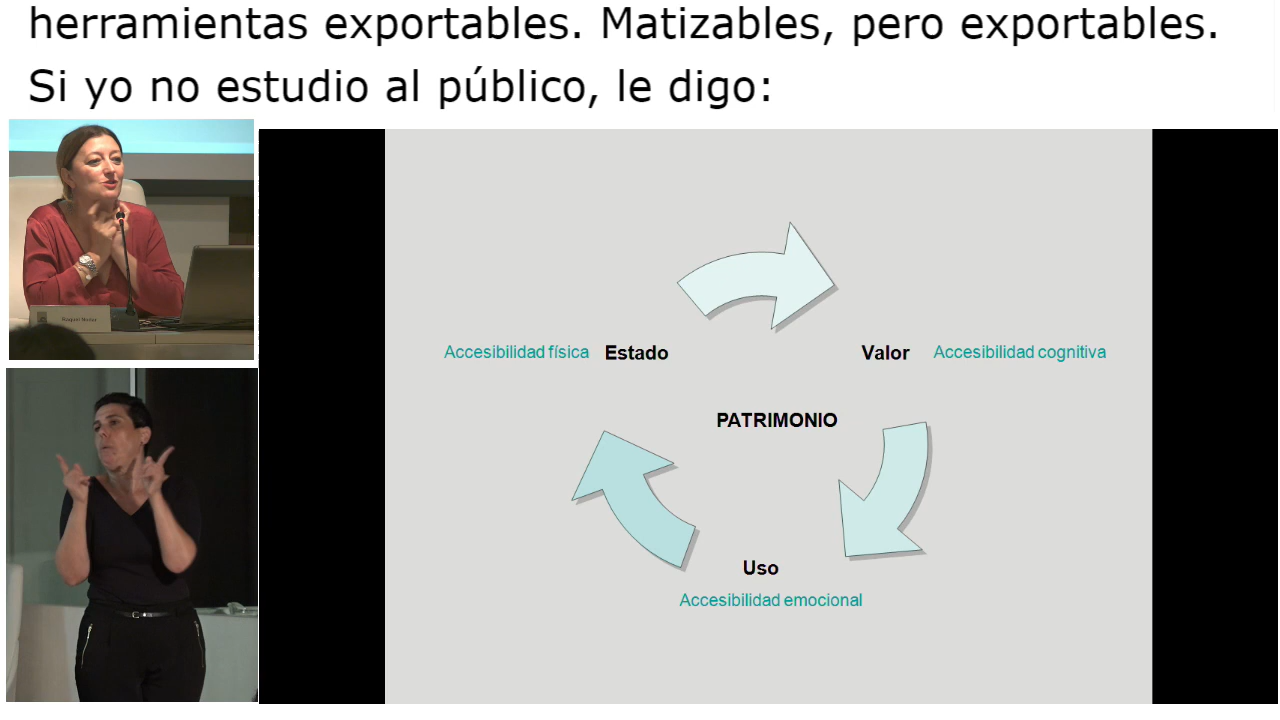 herramientas exportables. Matizables, pero exportables.
Si yo no estudio al público, le digo:
Accesibilidad física Estado
Valor Accesibilidad cognitiva
PATRIMONIO
Uso
Accesibilidad emocional